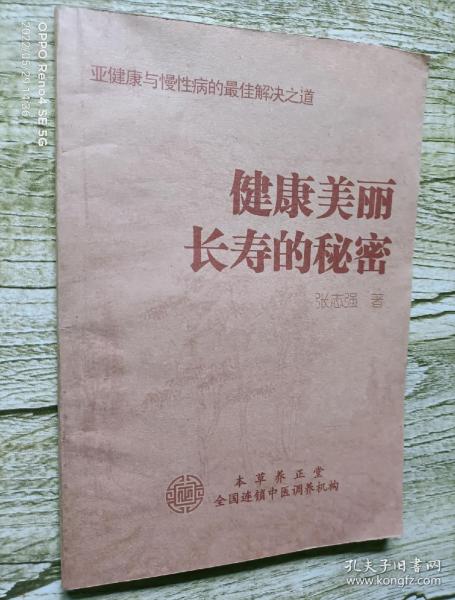 亚健康与慢性病的最佳解决之道
健康美丽
长寿的秘密
张志强 著
本草养正堂
全国连锁中医调养机构
OPPO Reno4 SE 5G
孔夫子旧书网
www.kongfz.com